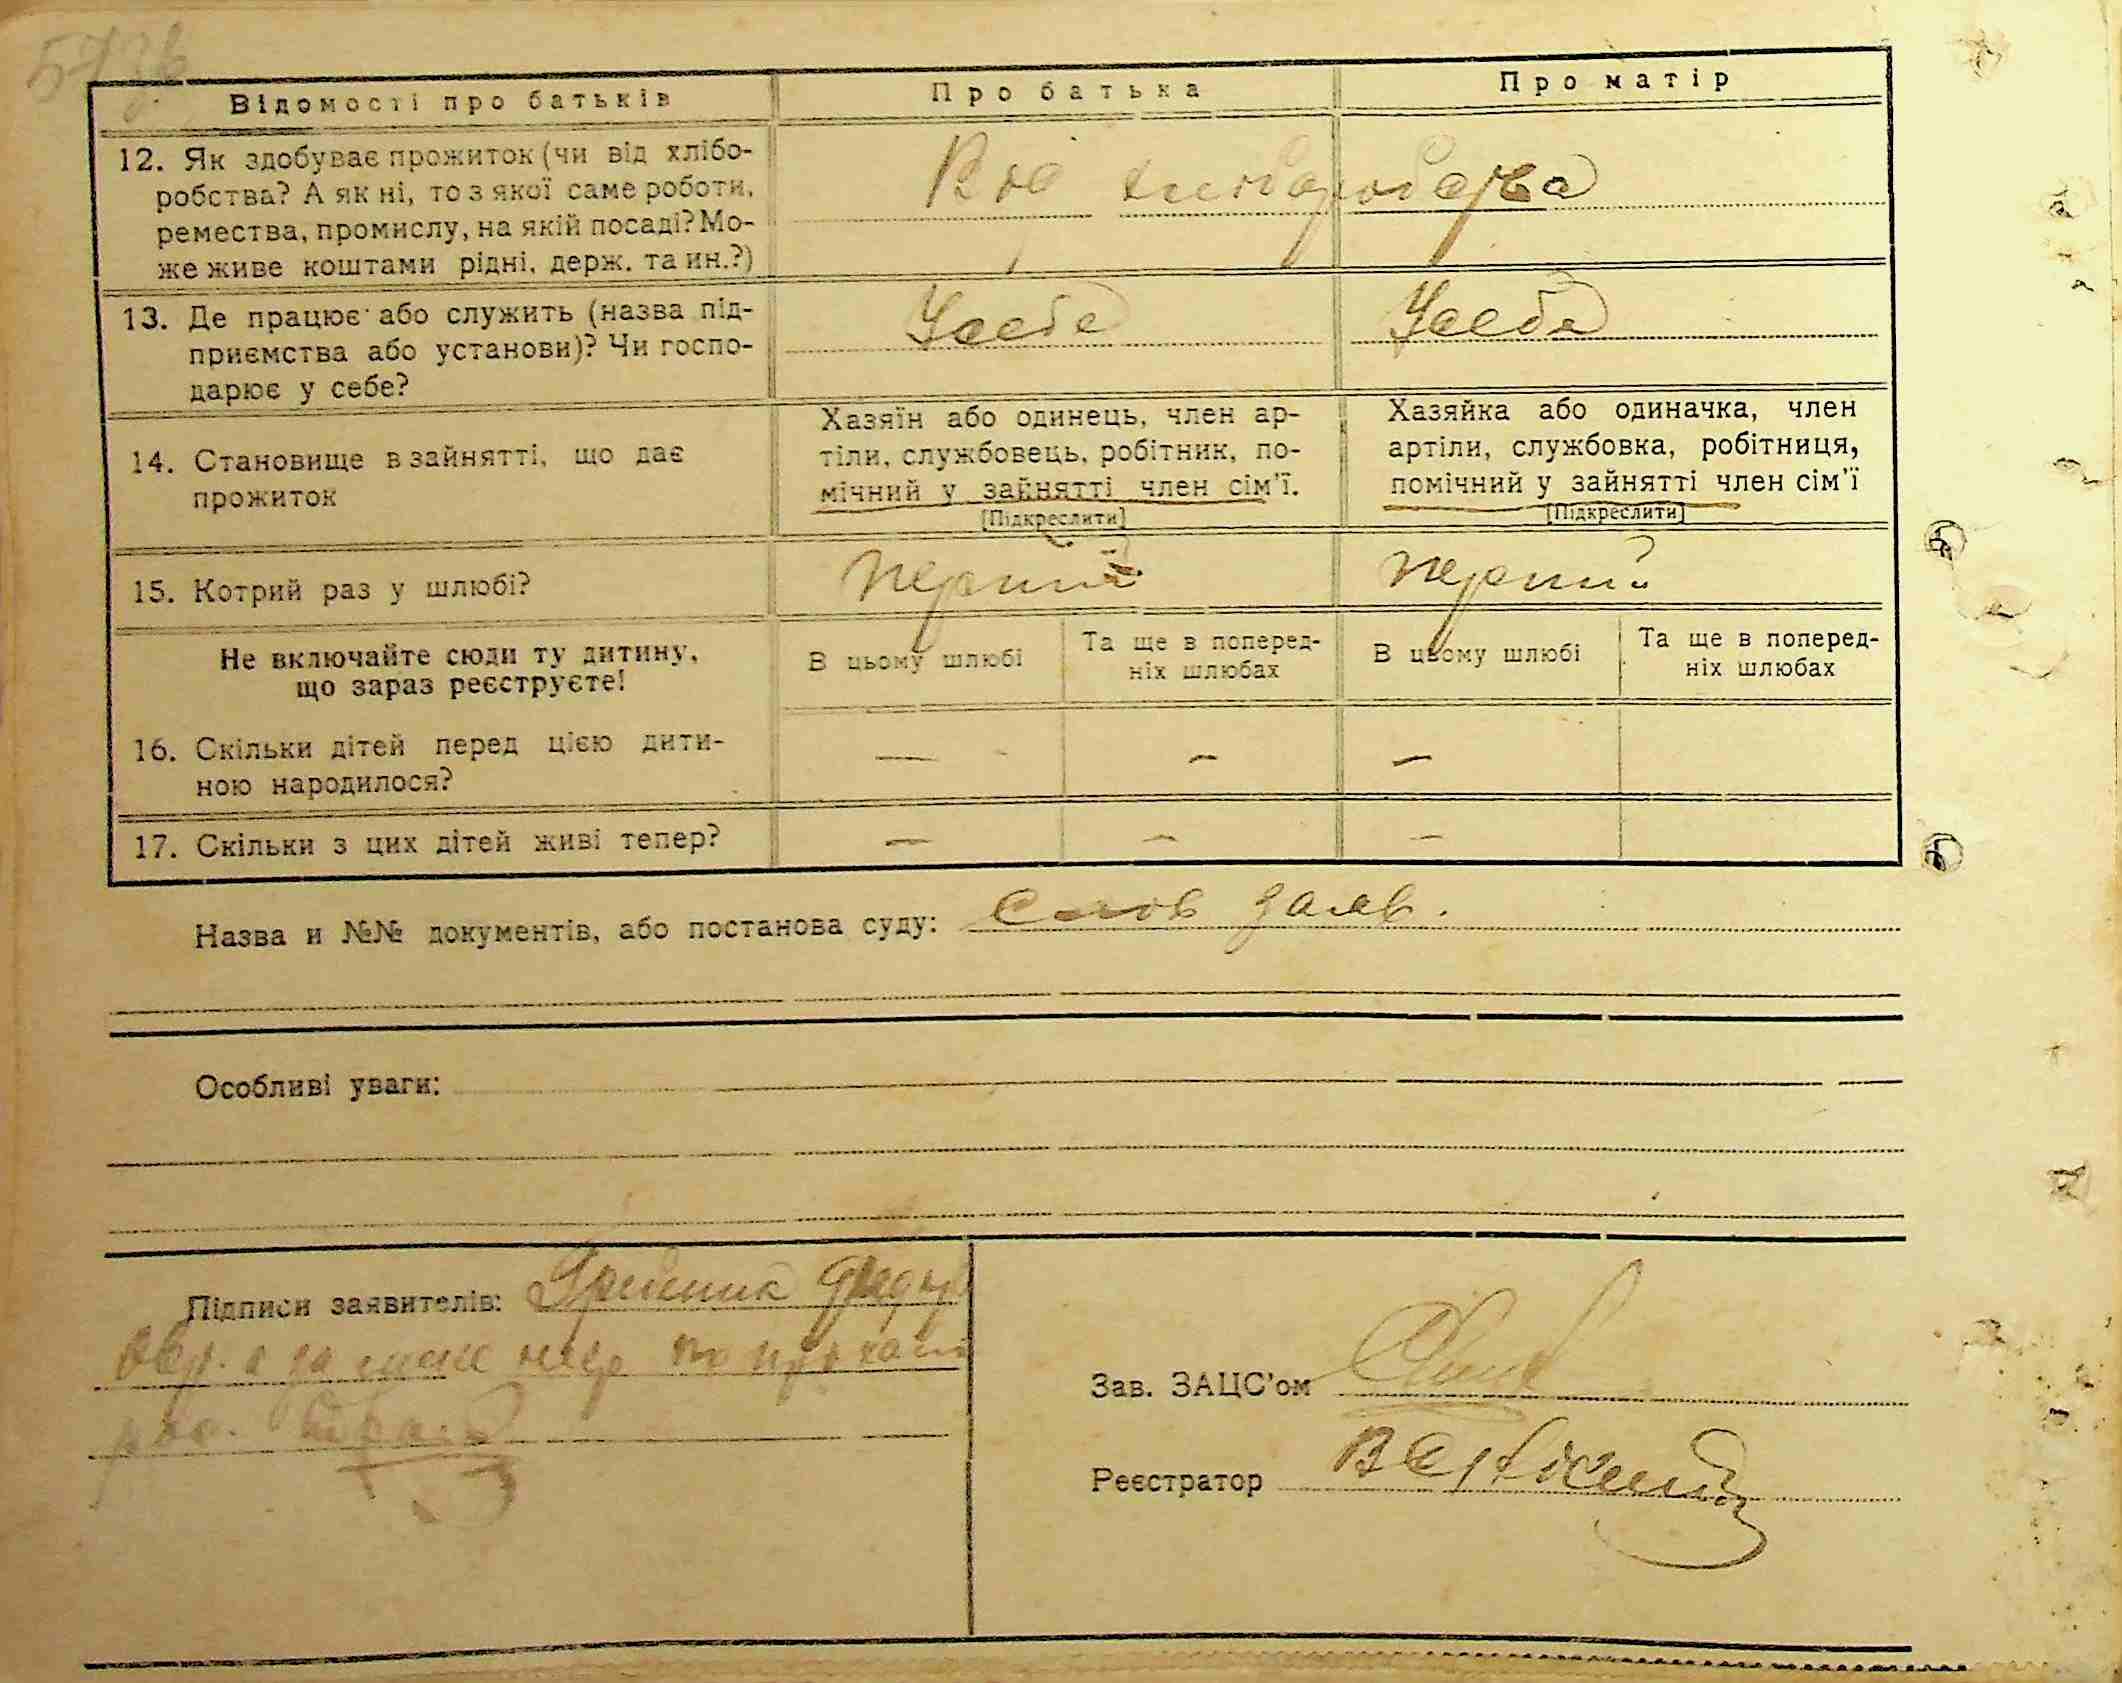 573в
Відомості про батьків
Про батька
Про матір
12. Як здобуває прожиток (чи від хлібо-
робства? А як ні, то з якої саме роботи,
ремества, промислу, на якій посаді? Мо-
же живе коштами рідні, держ. та ин.?)
Від хлиборобства
13. Де працює або служить (назва під-
приємства або установи)? Чи госпо-
дарює у себе?
Усебе
Усебе
14. Становище в зайнятті, що дає
прожиток
Хазяїн або одинець, член ар-
тіли, службовець, робітник, по-
мічний у зайнятті член сім'ї.
[Підкреслити]
Хазяйка або одиначка, член
артіли, службовка, робітниця,
помічний у зайнятті член сім'ї
[Підкреслити]
15. Котрий раз у шлюбі?
перший
перший
Не включайте сюди ту дитину,
що зараз реєструєте!
В цьому шлюбі
Та ще в поперед-
ніх шлюбах
В цьому шлюбі
Та ще в поперед-
ніх шлюбах
16. Скільки дітей перед цією дити-
ною народилося?
— - —
17. Скільки з цих дітей живі тепер?
— - —
Назва и №№ документів, або постанова суду: слов заяв.
Особливі уваги:
Підписи заявителів:
Зав. ЗАЦС'ом
Реєстратор